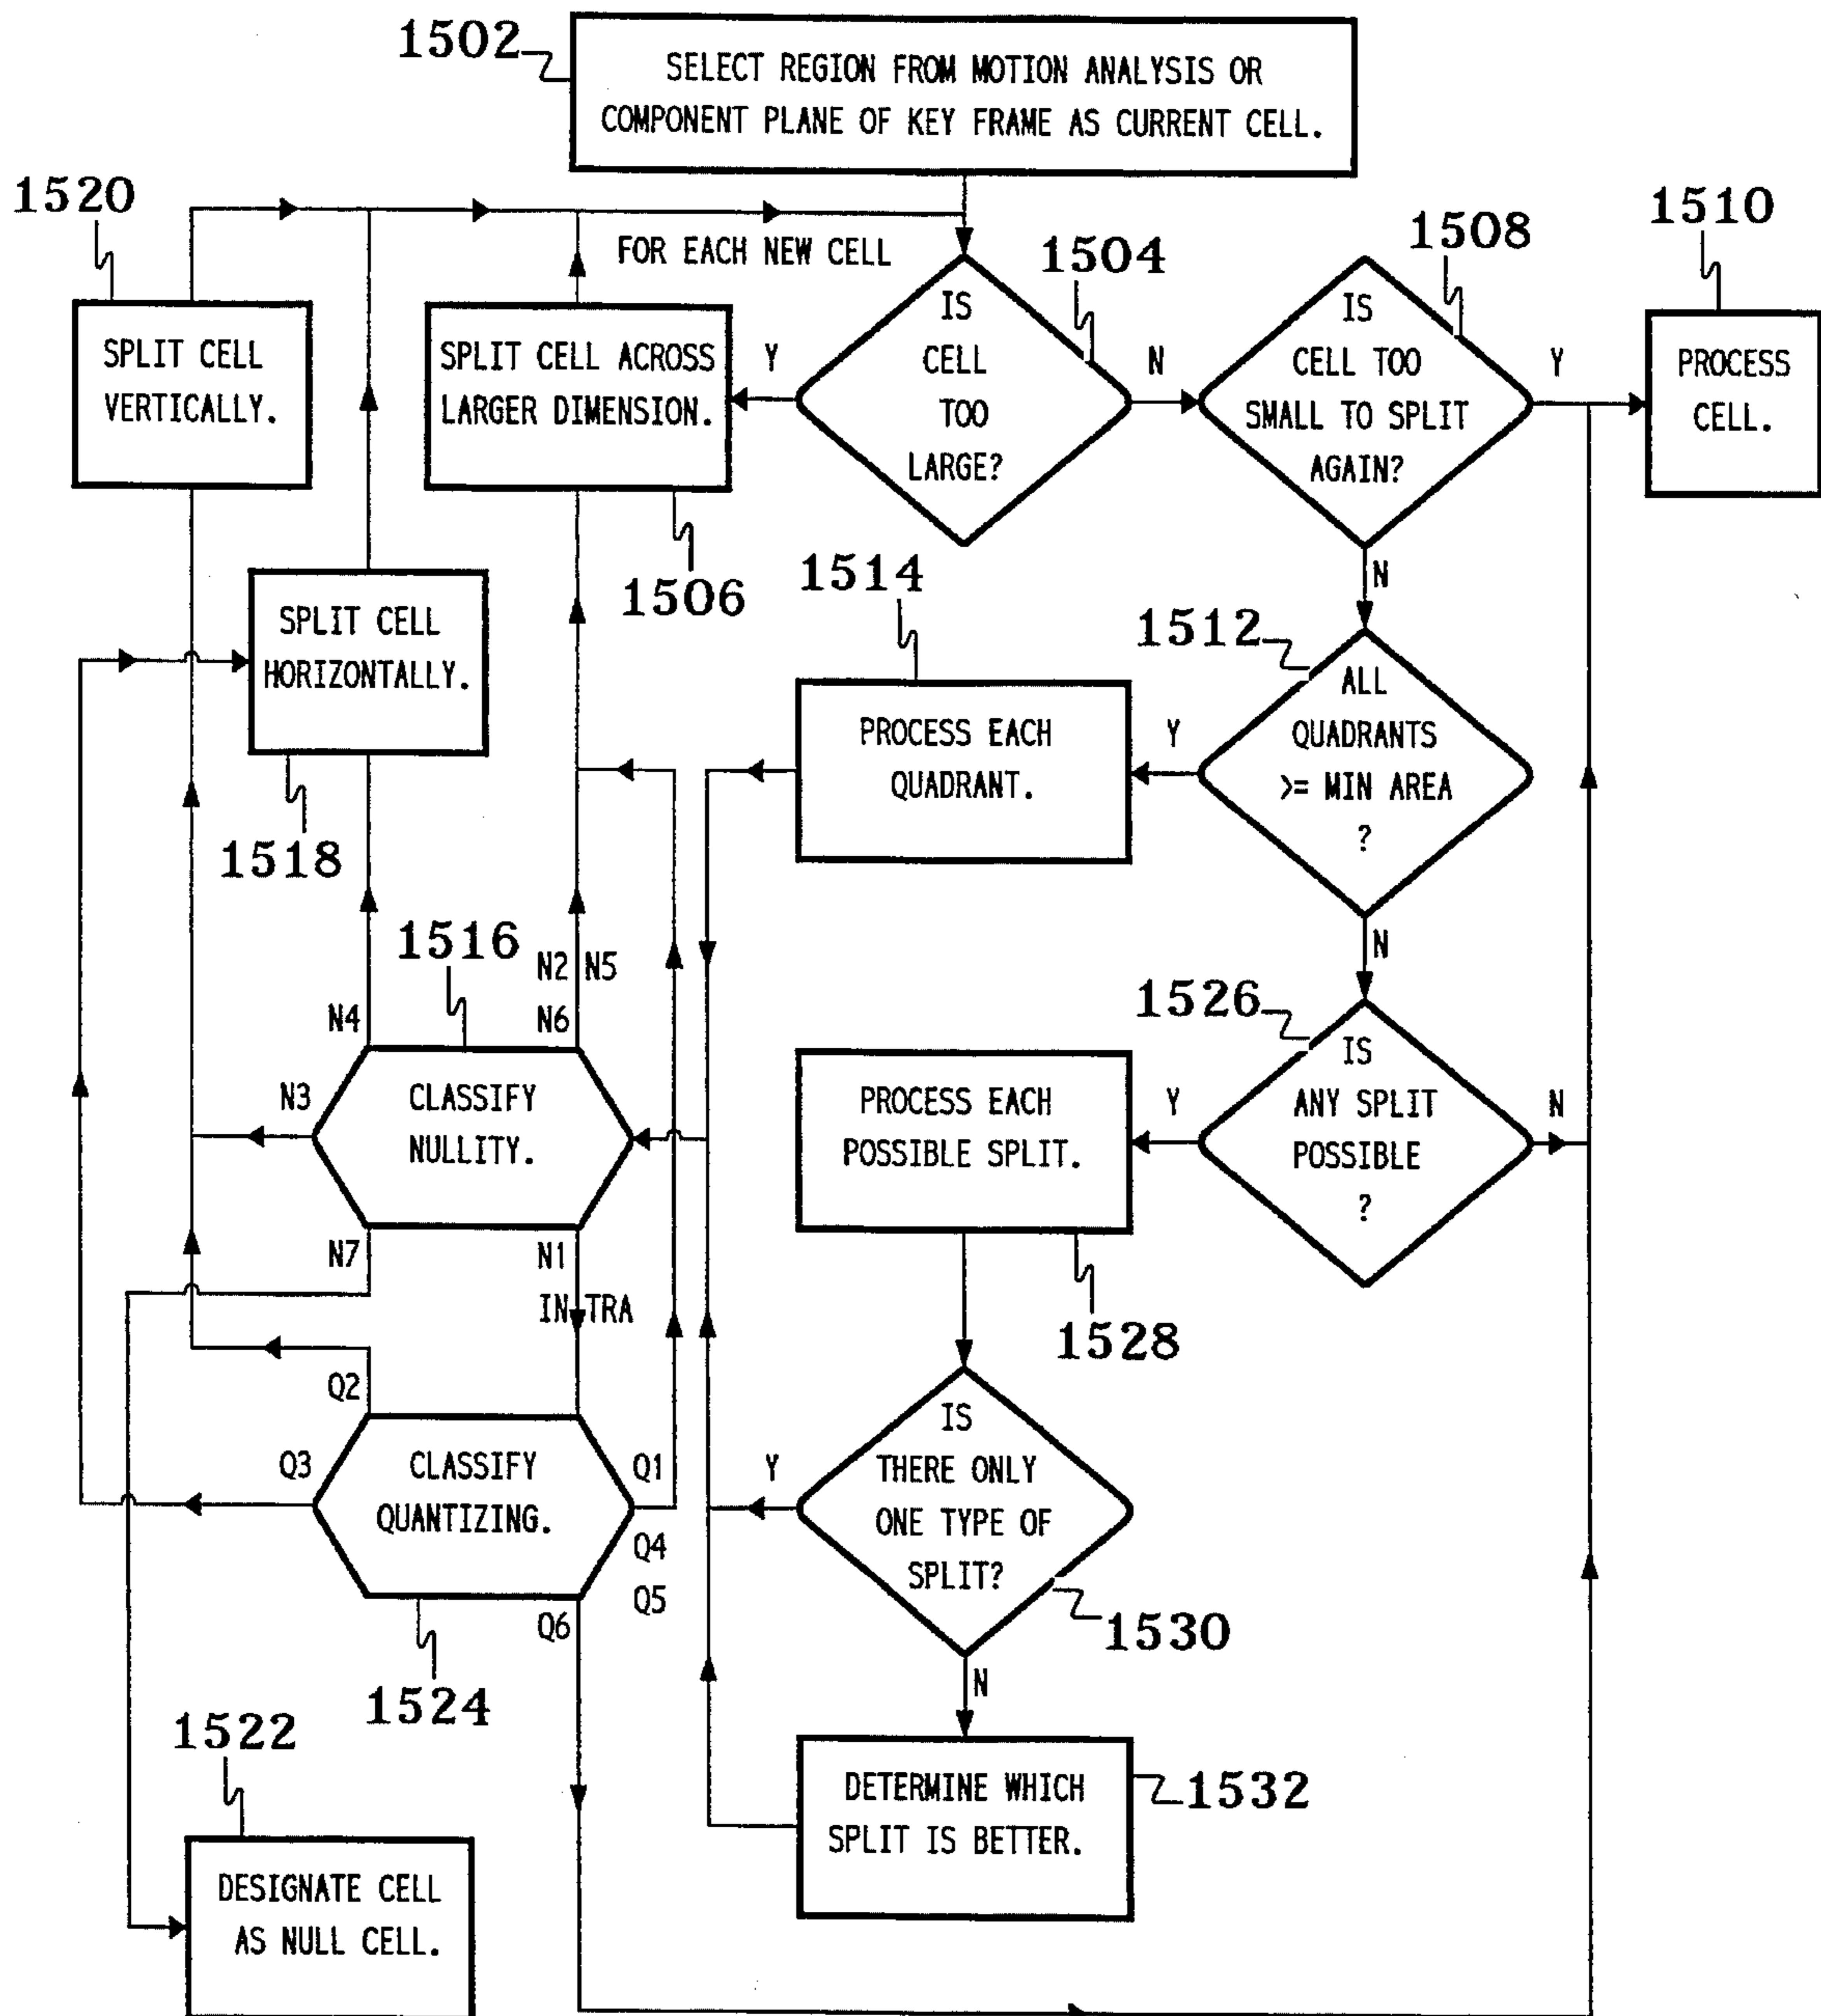 1502
SELECT REGION FROM MOTION ANALYSIS OR
COMPONENT PLANE OF KEY FRAME AS CURRENT CELL.
1520
FOR EACH NEW CELL
1504
1508
1510
SPLIT CELL
VERTICALLY.
SPLIT CELL ACROSS
LARGER DIMENSION.
Y
IS
CELL
TOO
LARGE?
N
IS
CELL TOO
SMALL TO SPLIT
AGAIN?
Y
PROCESS
CELL.
1506
N
SPLIT CELL
HORIZONTALLY.
1518
1514
1512
PROCESS EACH
QUADRANT.
Y
ALL
QUADRANTS
>= MIN AREA
?
N
1516
N2 N5
N4
N6
N3
CLASSIFY
NULLITY.
N7
N1
INTRA
1526
PROCESS EACH
POSSIBLE SPLIT.
Y
IS
ANY SPLIT
POSSIBLE
?
N
1528
Q2
Q3
CLASSIFY
QUANTIZING.
Q1
Q4
Q5
Q6
1524
Y
IS
THERE ONLY
ONE TYPE OF
SPLIT?
1530
N
1522
DESIGNATE CELL
AS NULL CELL.
DETERMINE WHICH
SPLIT IS BETTER.
1532